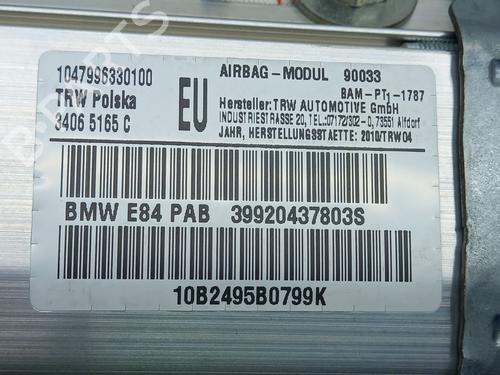 1047996330100
TRW Polska
3406 5165 C
EU
AIRBAG-MODUL 90033
BAM-PT1-1787
Hersteller:TRW AUTOMOTIVE GmbH
INDUSTRIESTRASSE 20, TEL.:07172/302-0, 73551 Alfdorf
JAHR, HERSTELLUNGSSTAETTE: 2010/TRW04
BMW E84 PAB 39920437803S
10B2495B0799K